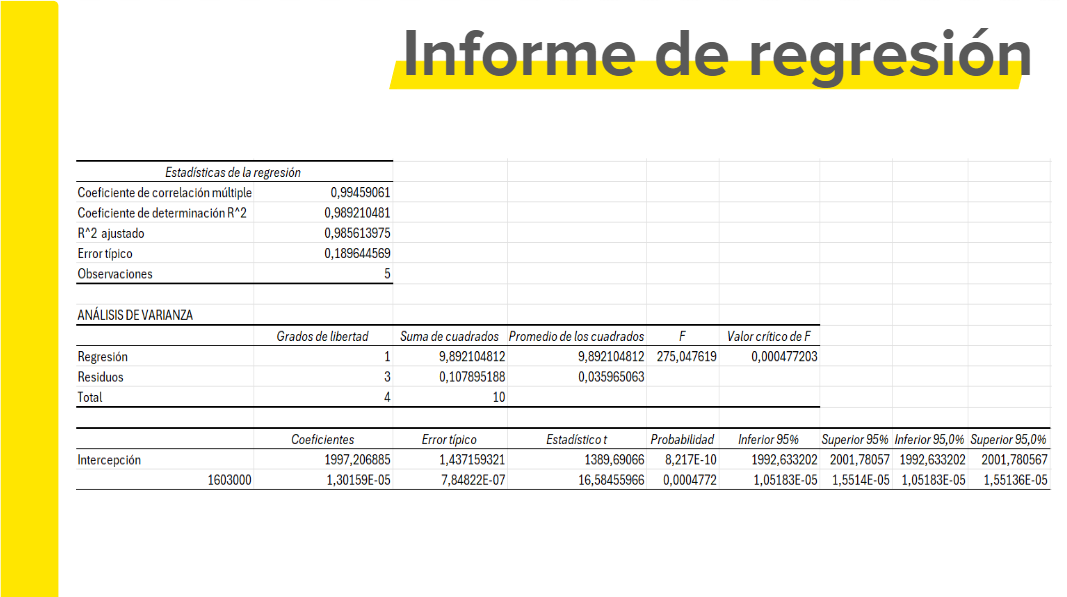 Informe de regresión
Estadísticas de la regresión
Coeficiente de correlación múltiple 0,99459061
Coeficiente de determinación R^2 0,989210481
R^2 ajustado 0,985613975
Error típico 0,189644569
Observaciones 5
ANÁLISIS DE VARIANZA
Grados de libertad Suma de cuadrados Promedio de los cuadrados F Valor crítico de F
Regresión 1 9,892104812 9,892104812 275,047619 0,000477203
Residuos 3 0,107895188 0,035965063
Total 4 10
Coeficientes Error típico Estadístico t Probabilidad Inferior 95% Superior 95% Inferior 95,0% Superior 95,0%
Intercepción 1997,206885 1,437159321 1389,69066 8,217E-10 1992,633202 2001,78057 1992,633202 2001,780567
1603000 1,30159E-05 7,84822E-07 16,58455966 0,0004772 1,05183E-05 1,5514E-05 1,05183E-05 1,55136E-05